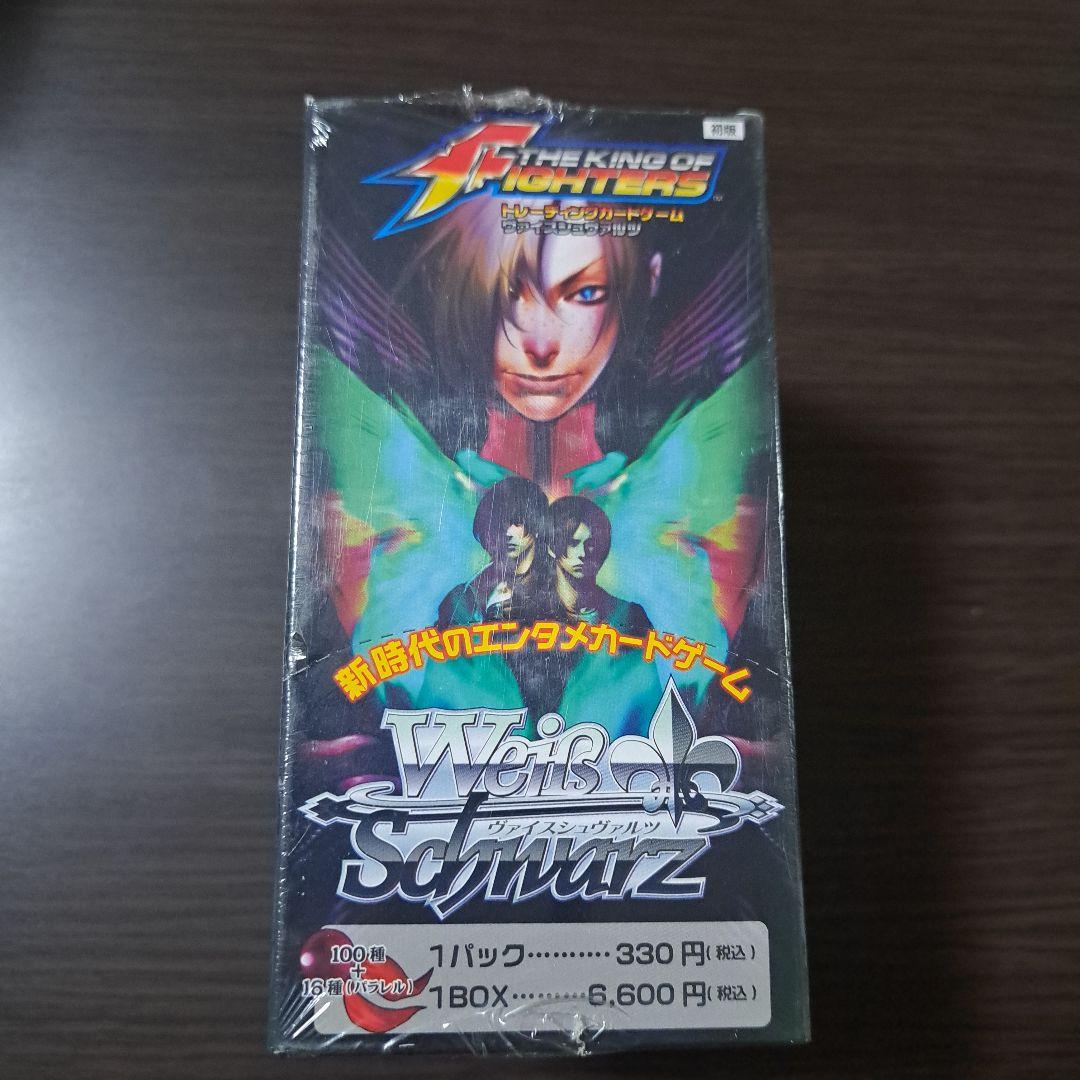 初版
THE KING OF
FIGHTERS
トレーディングカードゲーム
ヴァイスシュヴァルツ
新時代のエンタメカードゲーム
Weiß
ヴァイスシュヴァルツ
Schwarz
100種
+
16種(パラレル)
1パック………… 330円(税込)
1BOX…………6,600円(税込)